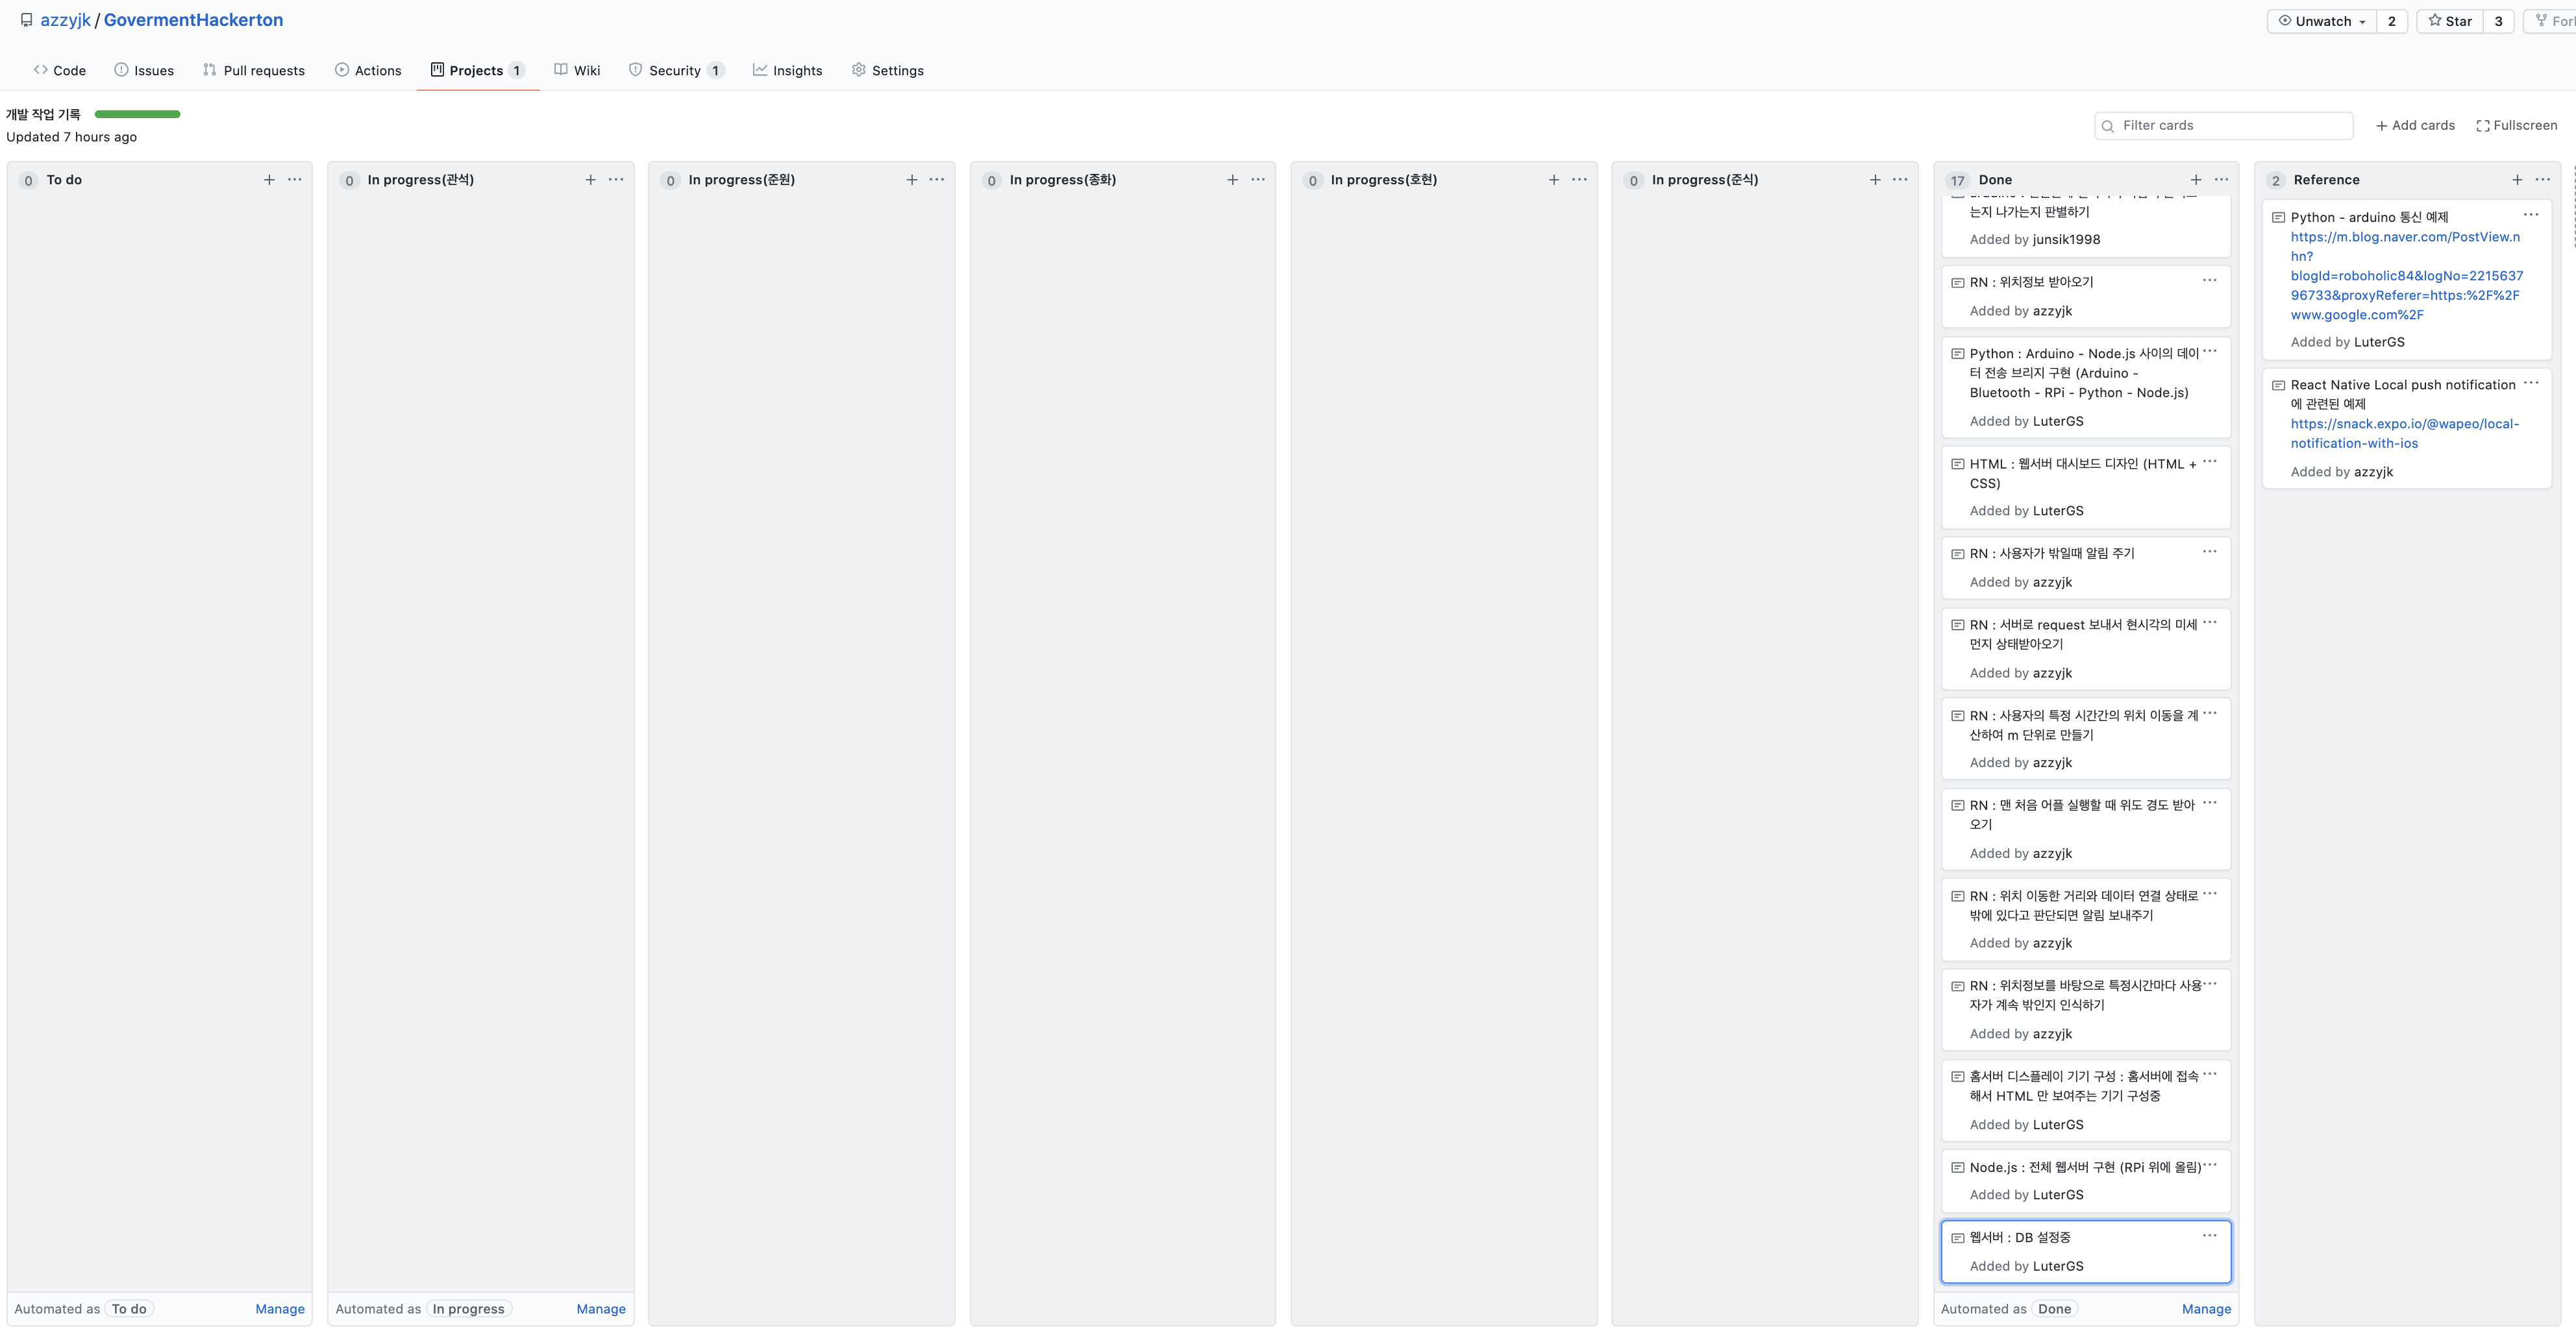 azzyjk / GovermentHackerton
Unwatch 2 Star 3
Code Issues Pull requests Actions Projects 1 Wiki Security 1 Insights Settings
개발 작업 기록
Updated 7 hours ago
Filter cards
Add cards
Fullscreen
0 To do
Automated as To do Manage
0 In progress(관석)
Automated as In progress Manage
0 In progress(준원)
0 In progress(종화)
0 In progress(호현)
0 In progress(준식)
17 Done
는지 나가는지 판별하기
Added by junsik1998
RN : 위치정보 받아오기
Added by azzyjk
Python : Arduino - Node.js 사이의 데이
터 전송 브리지 구현 (Arduino -
Bluetooth - RPi - Python - Node.js)
Added by LuterGS
HTML : 웹서버 대시보드 디자인 (HTML +
CSS)
Added by LuterGS
RN : 사용자가 밖일때 알림 주기
Added by azzyjk
RN : 서버로 request 보내서 현시각의 미세
먼지 상태받아오기
Added by azzyjk
RN : 사용자의 특정 시간간의 위치 이동을 계
산하여 m 단위로 만들기
Added by azzyjk
RN : 맨 처음 어플 실행할 때 위도 경도 받아
오기
Added by azzyjk
RN : 위치 이동한 거리와 데이터 연결 상태로
밖에 있다고 판단되면 알림 보내주기
Added by azzyjk
RN : 위치정보를 바탕으로 특정시간마다 사용
자가 계속 밖인지 인식하기
Added by azzyjk
홈서버 디스플레이 기기 구성 : 홈서버에 접속
해서 HTML 만 보여주는 기기 구성중
Added by LuterGS
Node.js : 전체 웹서버 구현 (RPi 위에 올림)
Added by LuterGS
웹서버 : DB 설정중
Added by LuterGS
Automated as Done Manage
2 Reference
Python - arduino 통신 예제
https://m.blog.naver.com/PostView.n
hn?
blogId=roboholic84&logNo=2215637
96733&proxyReferer=https:%2F%2F
www.google.com%2F
Added by LuterGS
React Native Local push notification
에 관련된 예제
https://snack.expo.io/@wapeo/local-
notification-with-ios
Added by azzyjk